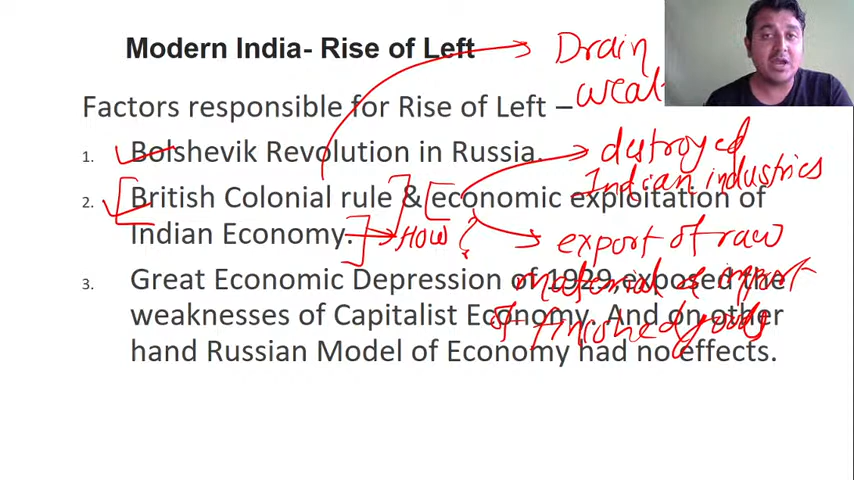 Modern India- Rise of Left
Drain
Factors responsible for Rise of Left –
weal
1. Bolshevik Revolution in Russia.
destroyed
Indian industries
2. British Colonial rule & economic exploitation of
Indian Economy.
How ?
export of raw
material & import
of finished goods
3. Great Economic Depression of 1929,exposed the
weaknesses of Capitalist Economy. And on other
hand Russian Model of Economy had no effects.